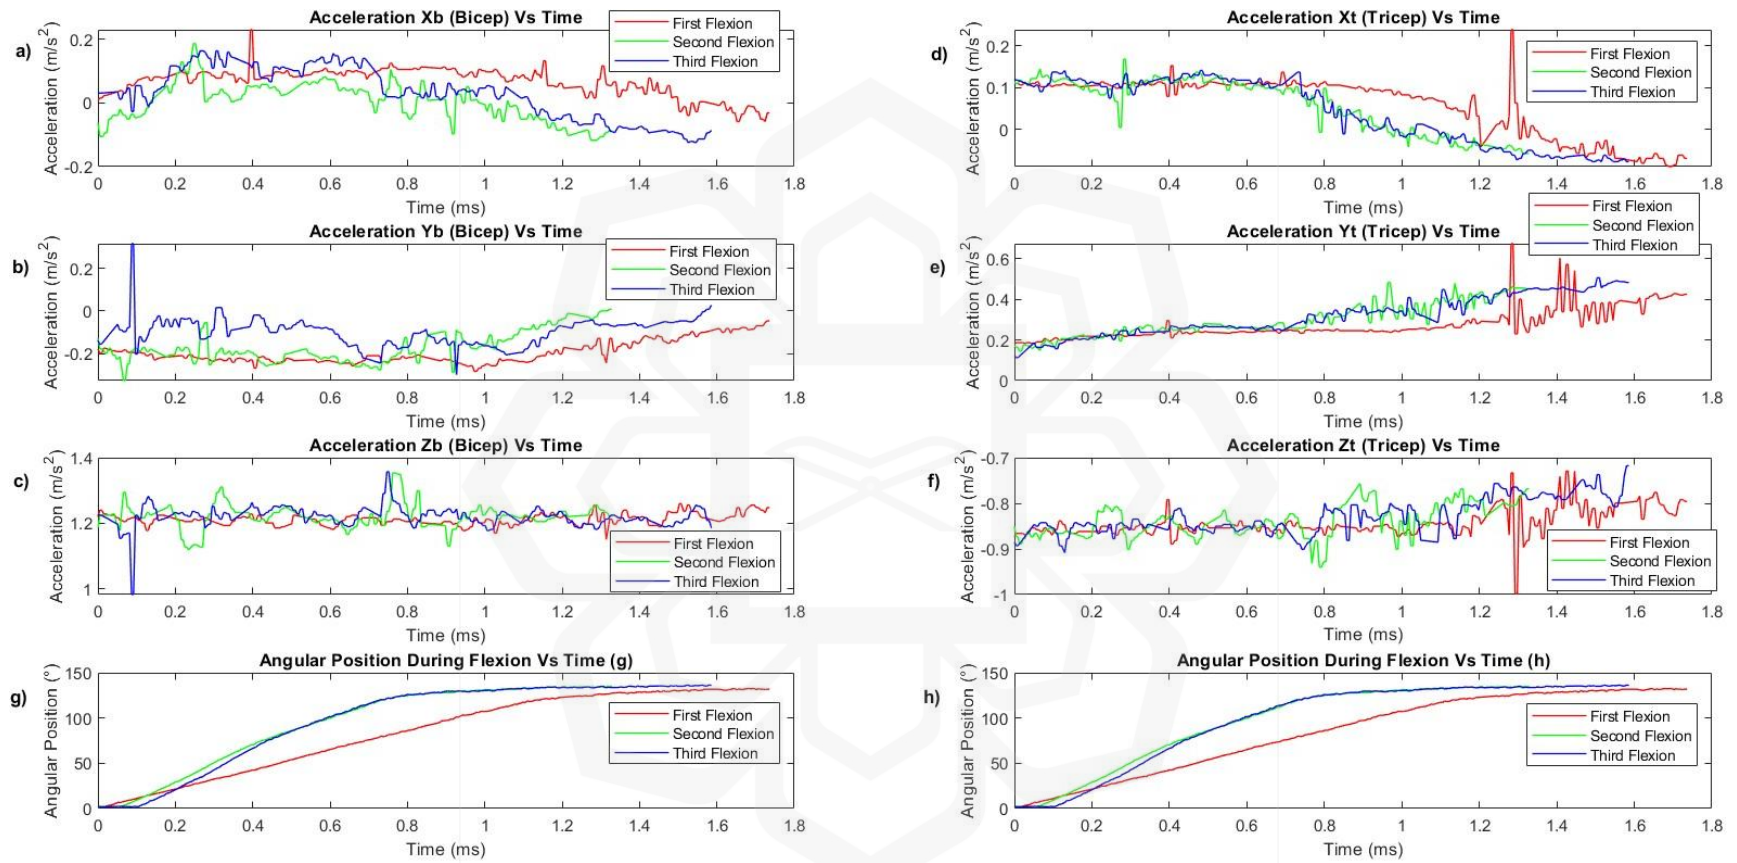 a)
Acceleration Xb (Bicep) Vs Time
Acceleration (m/s²)
0.2
0
-0.2
0 0.2 0.4 0.6 0.8 1 1.2 1.4 1.6 1.8
Time (ms)
First Flexion
Second Flexion
Third Flexion
d)
Acceleration Xt (Tricep) Vs Time
Acceleration (m/s²)
0.2
0.1
0
0 0.2 0.4 0.6 0.8 1 1.2 1.4 1.6 1.8
Time (ms)
First Flexion
Second Flexion
Third Flexion
b)
Acceleration Yb (Bicep) Vs Time
Acceleration (m/s²)
0.2
0
-0.2
0 0.2 0.4 0.6 0.8 1 1.2 1.4 1.6 1.8
Time (ms)
First Flexion
Second Flexion
Third Flexion
e)
Acceleration Yt (Tricep) Vs Time
Acceleration (m/s²)
0.6
0.4
0.2
0
0 0.2 0.4 0.6 0.8 1 1.2 1.4 1.6 1.8
Time (ms)
First Flexion
Second Flexion
Third Flexion
c)
Acceleration Zb (Bicep) Vs Time
Acceleration (m/s²)
1.4
1.2
1
0 0.2 0.4 0.6 0.8 1 1.2 1.4 1.6 1.8
Time (ms)
First Flexion
Second Flexion
Third Flexion
f)
Acceleration Zt (Tricep) Vs Time
Acceleration (m/s²)
-0.7
-0.8
-0.9
-1
0 0.2 0.4 0.6 0.8 1 1.2 1.4 1.6 1.8
Time (ms)
First Flexion
Second Flexion
Third Flexion
g)
Angular Position During Flexion Vs Time (g)
Angular Position (°)
150
100
50
0
0 0.2 0.4 0.6 0.8 1 1.2 1.4 1.6 1.8
Time (ms)
First Flexion
Second Flexion
Third Flexion
h)
Angular Position During Flexion Vs Time (h)
Angular Position (°)
150
100
50
0
0 0.2 0.4 0.6 0.8 1 1.2 1.4 1.6 1.8
Time (ms)
First Flexion
Second Flexion
Third Flexion